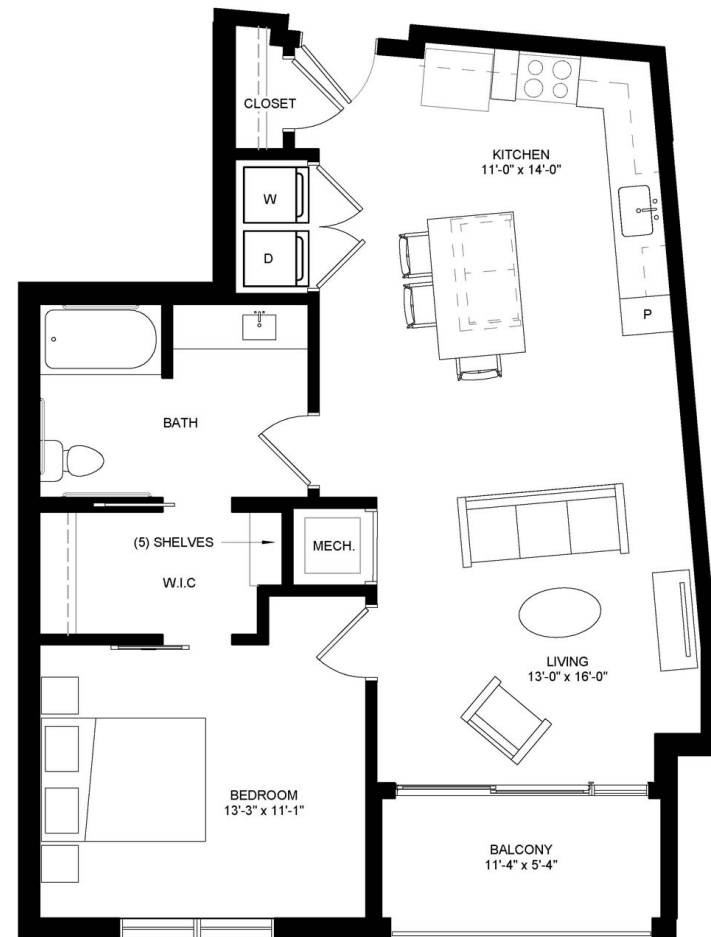 CLOSET
KITCHEN
11'-0" x 14'-0"
W
D
P
BATH
(5) SHELVES
MECH.
W.I.C
LIVING
13'-0" x 16'-0"
BEDROOM
13'-3" x 11'-1"
BALCONY
11'-4" x 5'-4"